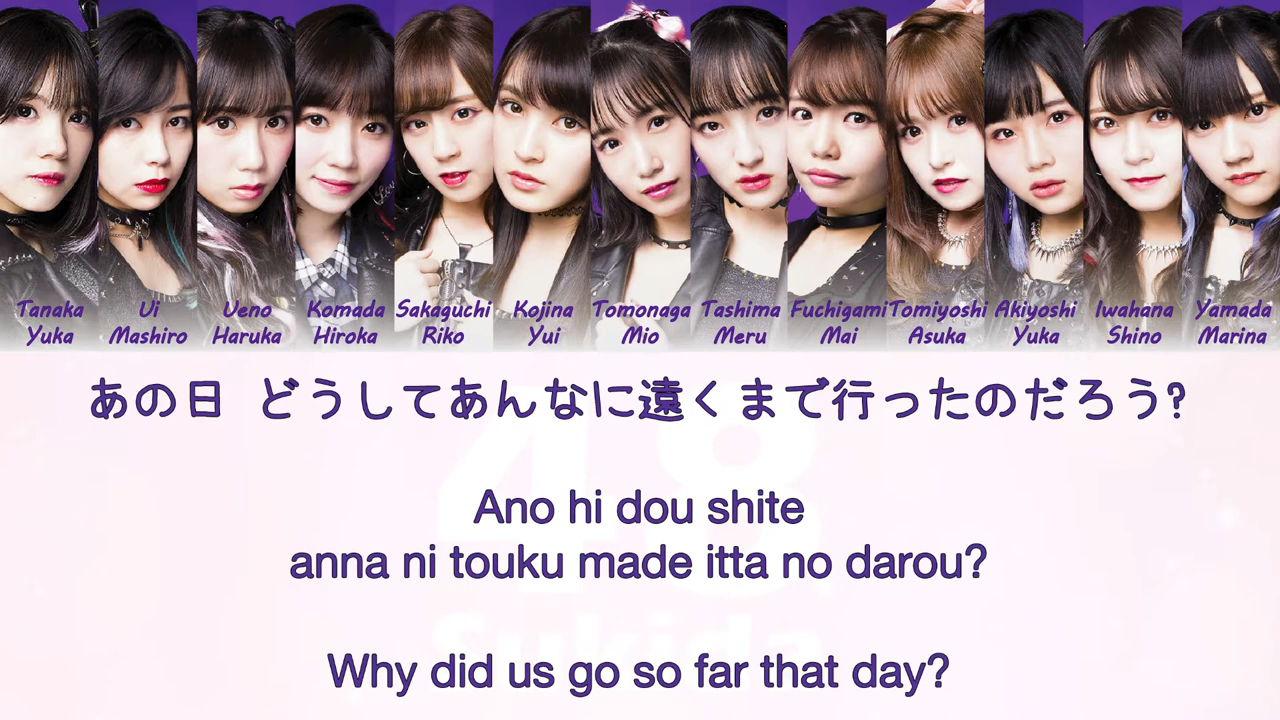 Tanaka Yuka
Ui Mashiro
Ueno Haruka
Komada Hiroka
Sakaguchi Riko
Kojina Yui
Tomonaga Mio
Tashima Meru
Fuchigami Mai
Tomiyoshi Asuka
Akiyoshi Yuka
Iwahana Shino
Yamada Marina
あの日 どうしてあんなに遠くまで行ったのだろう?
Ano hi dou shite
anna ni touku made itta no darou?
Why did us go so far that day?
48
Sukida